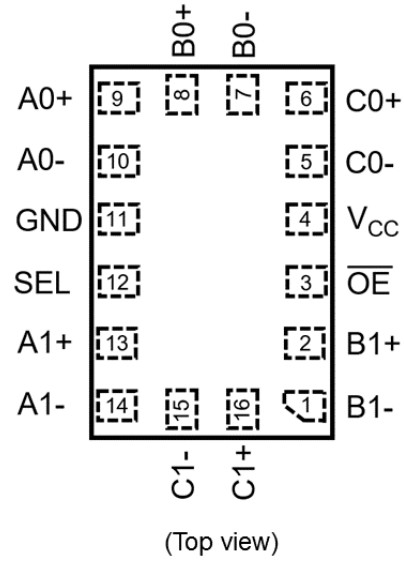 B0+ B0-
A0+ 9 8 7 6 C0+
A0- 10 5 C0-
GND 11 4 VCC
SEL 12 3 O̅E̅
A1+ 13 2 B1+
A1- 14 15 16 1 B1-
C1- C1+
(Top view)